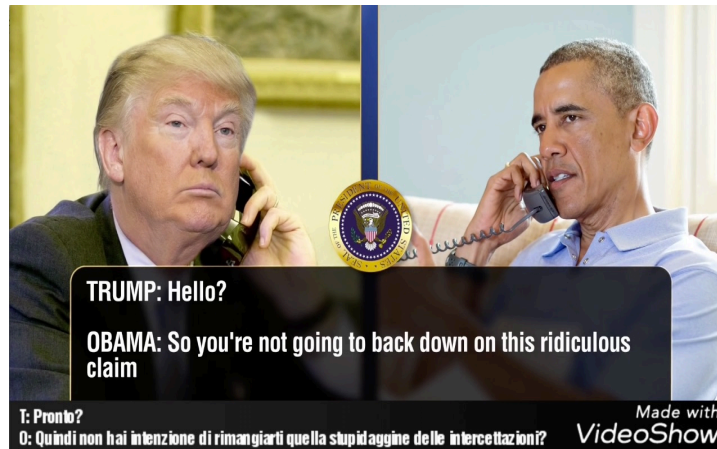 TRUMP: Hello?
OBAMA: So you're not going to back down on this ridiculous
claim
T: Pronto?
O: Quindi non hai intenzione di rimangiarti quella stupidaggine delle intercettazioni?
Made with
VideoShow